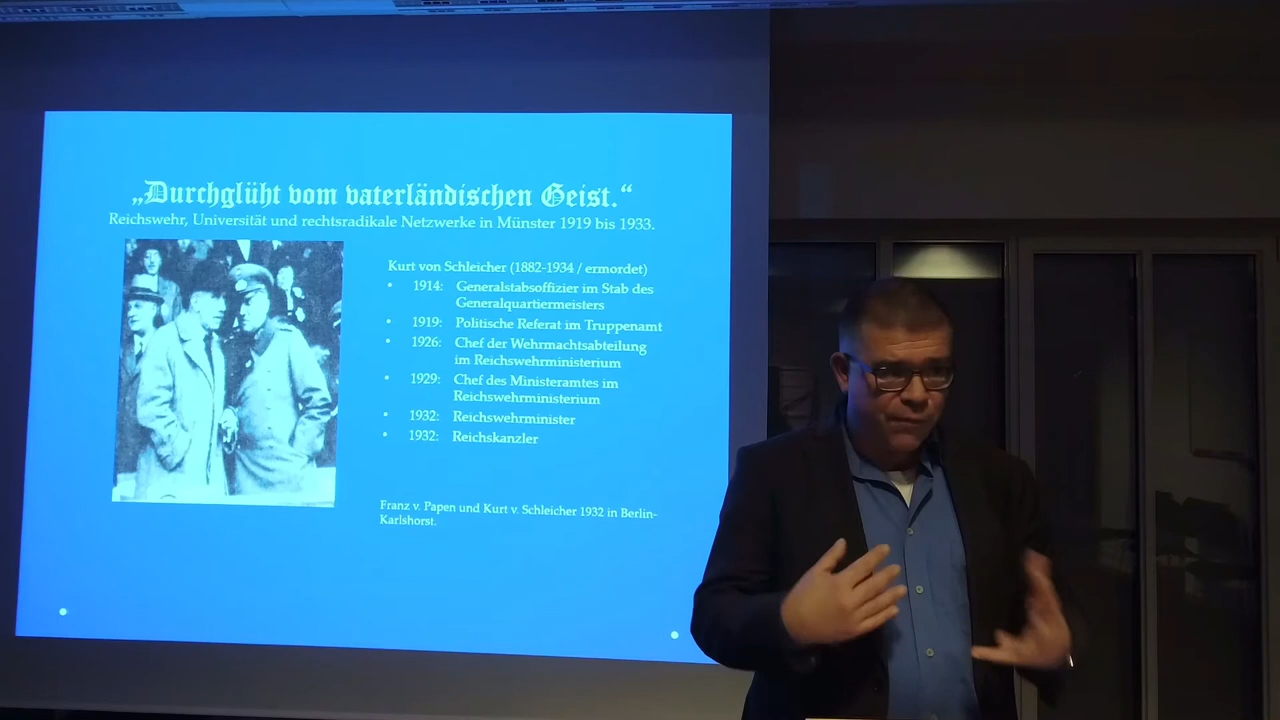 „Durchglüht vom vaterländischen Geist.“
Reichswehr, Universität und rechtsradikale Netzwerke in Münster 1919 bis 1933.
Kurt von Schleicher (1882-1934 / ermordet)
• 1914: Generalstabsoffizier im Stab des
Generalquartiermeisters
• 1919: Politische Referat im Truppenamt
• 1926: Chef der Wehrmachtsabteilung
im Reichswehrministerium
• 1929: Chef des Ministeramtes im
Reichswehrministerium
• 1932: Reichswehrminister
• 1932: Reichskanzler
Franz v. Papen und Kurt v. Schleicher 1932 in Berlin-
Karlshorst.